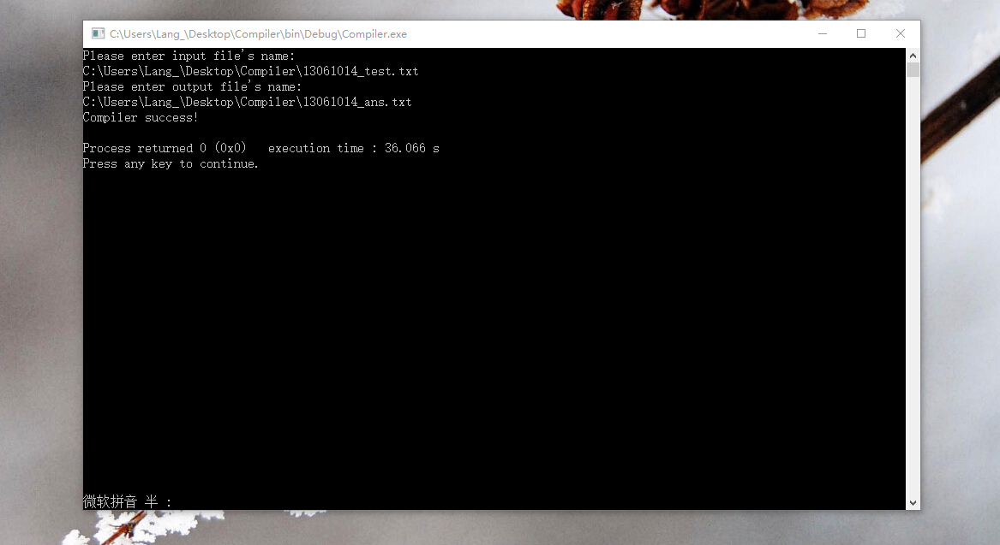 C:\Users\Lang_\Desktop\Compiler\bin\Debug\Compiler.exe
Please enter input file's name:
C:\Users\Lang_\Desktop\Compiler\13061014_test.txt
Please enter output file's name:
C:\Users\Lang_\Desktop\Compiler\13061014_ans.txt
Compiler success!
Process returned 0 (0x0)   execution time : 36.066 s
Press any key to continue.
微软拼音 半 :